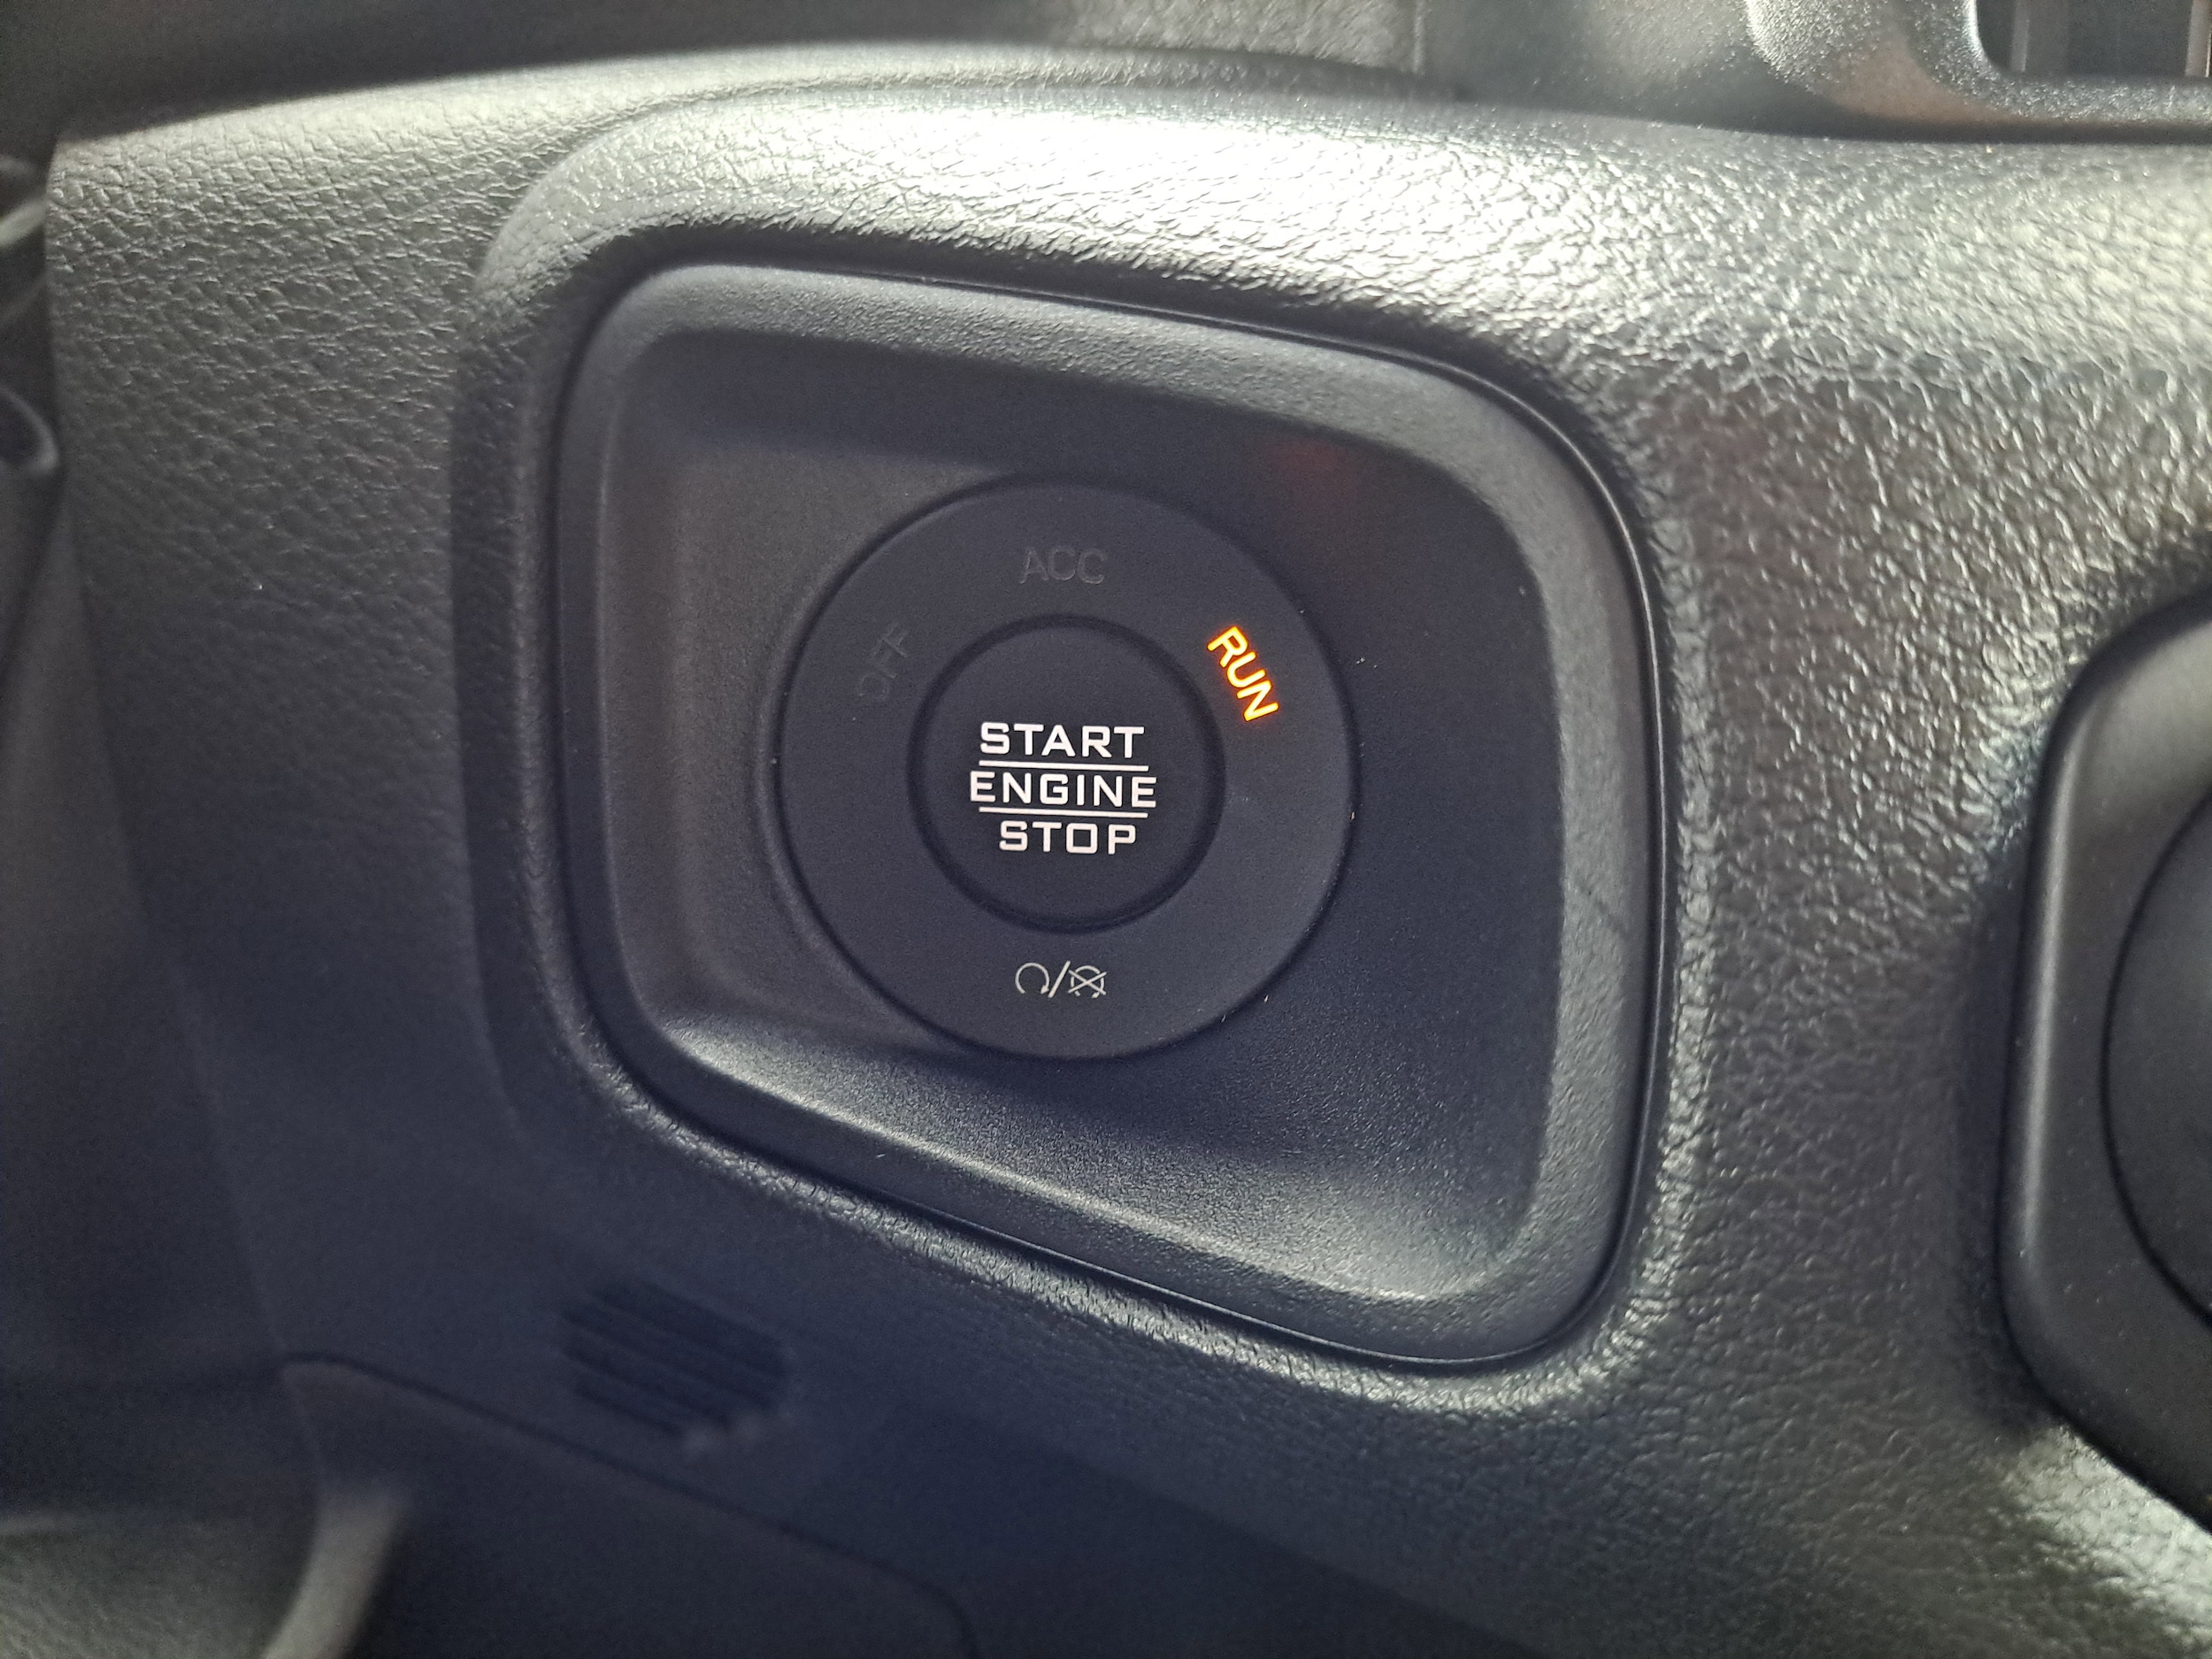 ACC
OFF
RUN
START
ENGINE
STOP